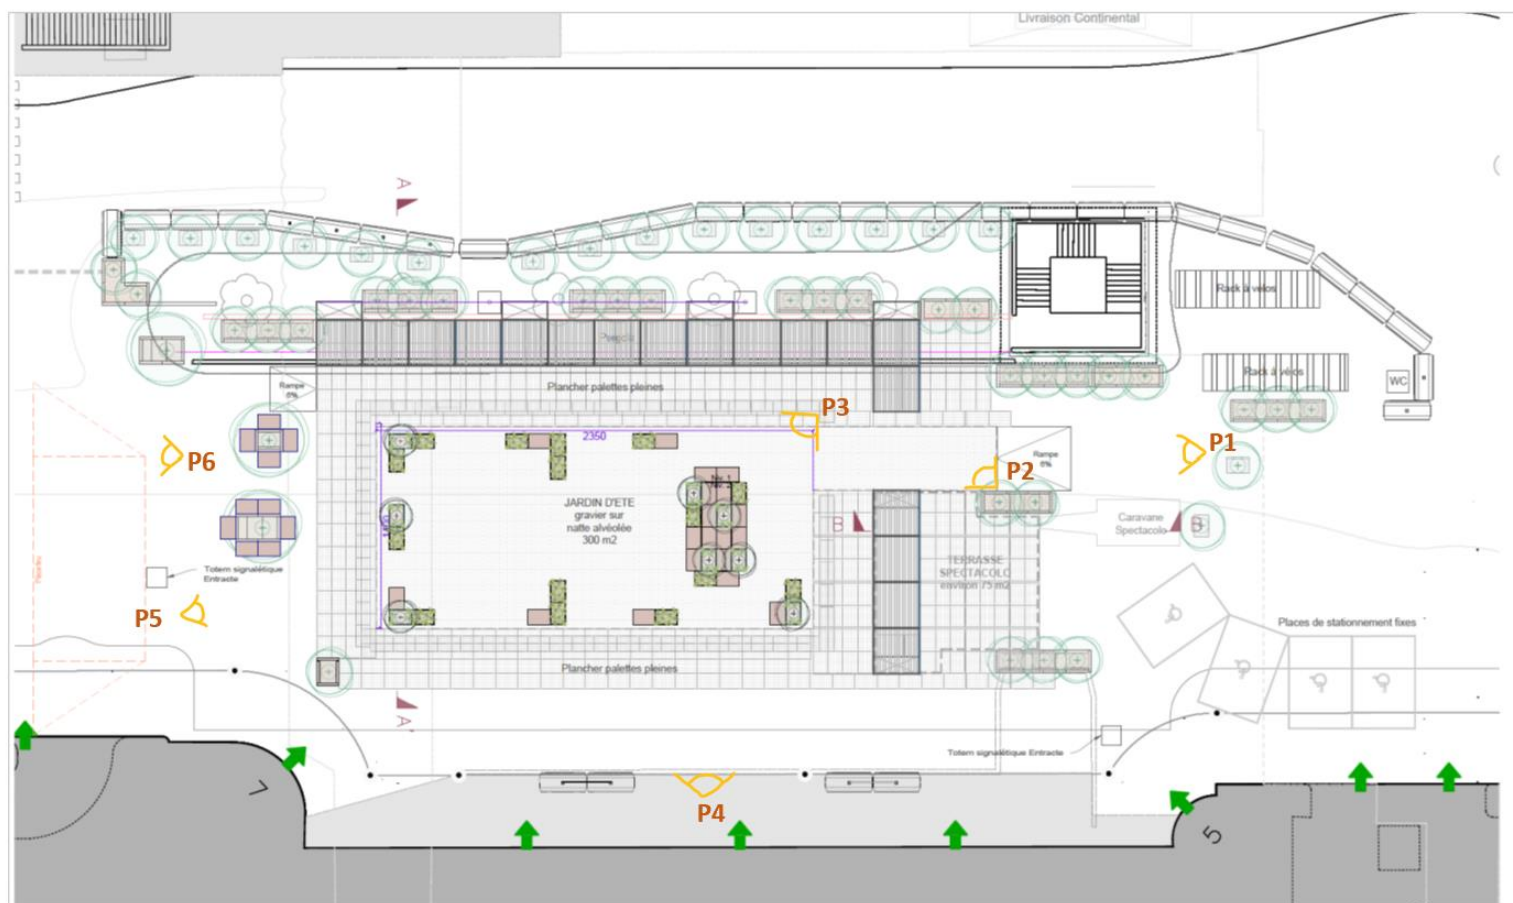 Livraison Continental
A
Rack à vélos
Plancher palettes pleines
Rampe
6%
Rack à vélos
WC
P3
2350
P6
P1
Rampe
6%
P2
JARDIN D'ETE
gravier sur
natte alvéolée
300 m2
B
Caravane
Spectacolo
B
TERRASSE
SPECTACOLO
environ 75 m2
Totem signalétique
Entracte
P5
Places de stationnement fixes
Plancher palettes pleines
A
Totem signalétique Entracte
7
P4
5